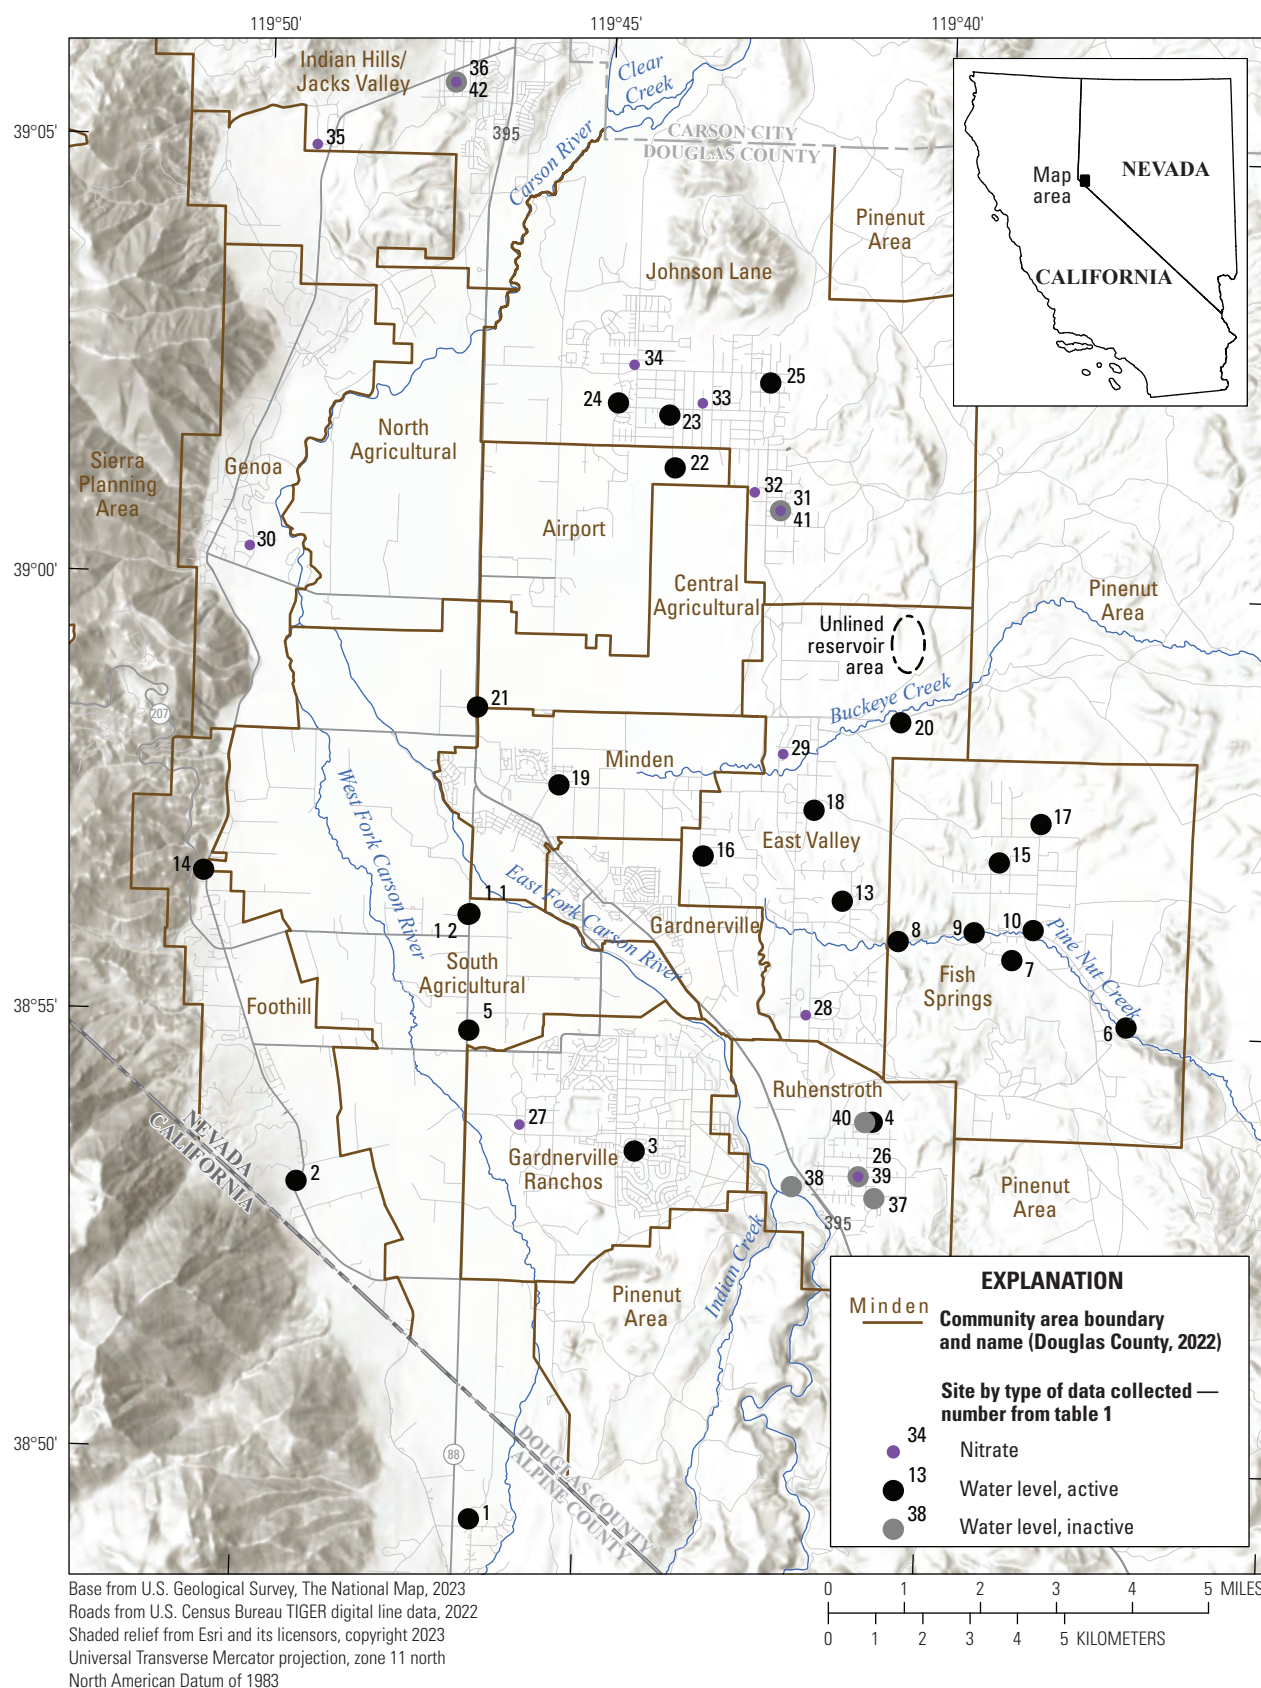 119°50'
119°45'
119°40'
Indian Hills/
Jacks Valley
36
42
Clear
Creek
39°05'
35
395
Carson River
CARSON CITY
DOUGLAS COUNTY
Map
area
NEVADA
CALIFORNIA
Pinenut
Area
Johnson Lane
34
25
24
33
23
North
Agricultural
Sierra
Planning
Area
Genoa
22
32
31
41
Airport
30
39°00'
Central
Agricultural
Pinenut
Area
Unlined
reservoir
area
Buckeye Creek
207
21
20
29
Minden
19
18
17
West Fork Carson River
East Valley
16
15
14
11
12
East Fork Carson River
13
Gardnerville
8
9
10
Pine Nut Creek
7
South
Agricultural
Fish
Springs
38°55'
Foothill
5
28
6
Ruhenstroth
40
4
27
NEVADA
CALIFORNIA
3
26
39
Gardnerville
Ranchos
2
38
37
Pinenut
Area
395
Indian Creek
Pinenut
Area
EXPLANATION
Minden
Community area boundary
and name (Douglas County, 2022)
Site by type of data collected —
number from table 1
34
Nitrate
13
Water level, active
38
Water level, inactive
38°50'
88
DOUGLAS COUNTY
ALPINE COUNTY
1
Base from U.S. Geological Survey, The National Map, 2023
Roads from U.S. Census Bureau TIGER digital line data, 2022
Shaded relief from Esri and its licensors, copyright 2023
Universal Transverse Mercator projection, zone 11 north
North American Datum of 1983
0 1 2 3 4 5 MILES
0 1 2 3 4 5 KILOMETERS